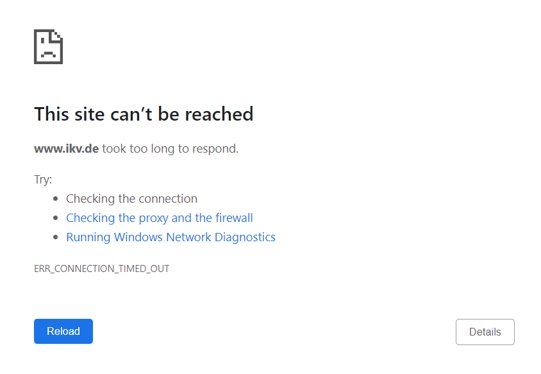 This site can’t be reached
www.ikv.de took too long to respond.
Try:
• Checking the connection
• Checking the proxy and the firewall
• Running Windows Network Diagnostics
ERR_CONNECTION_TIMED_OUT
Reload
Details